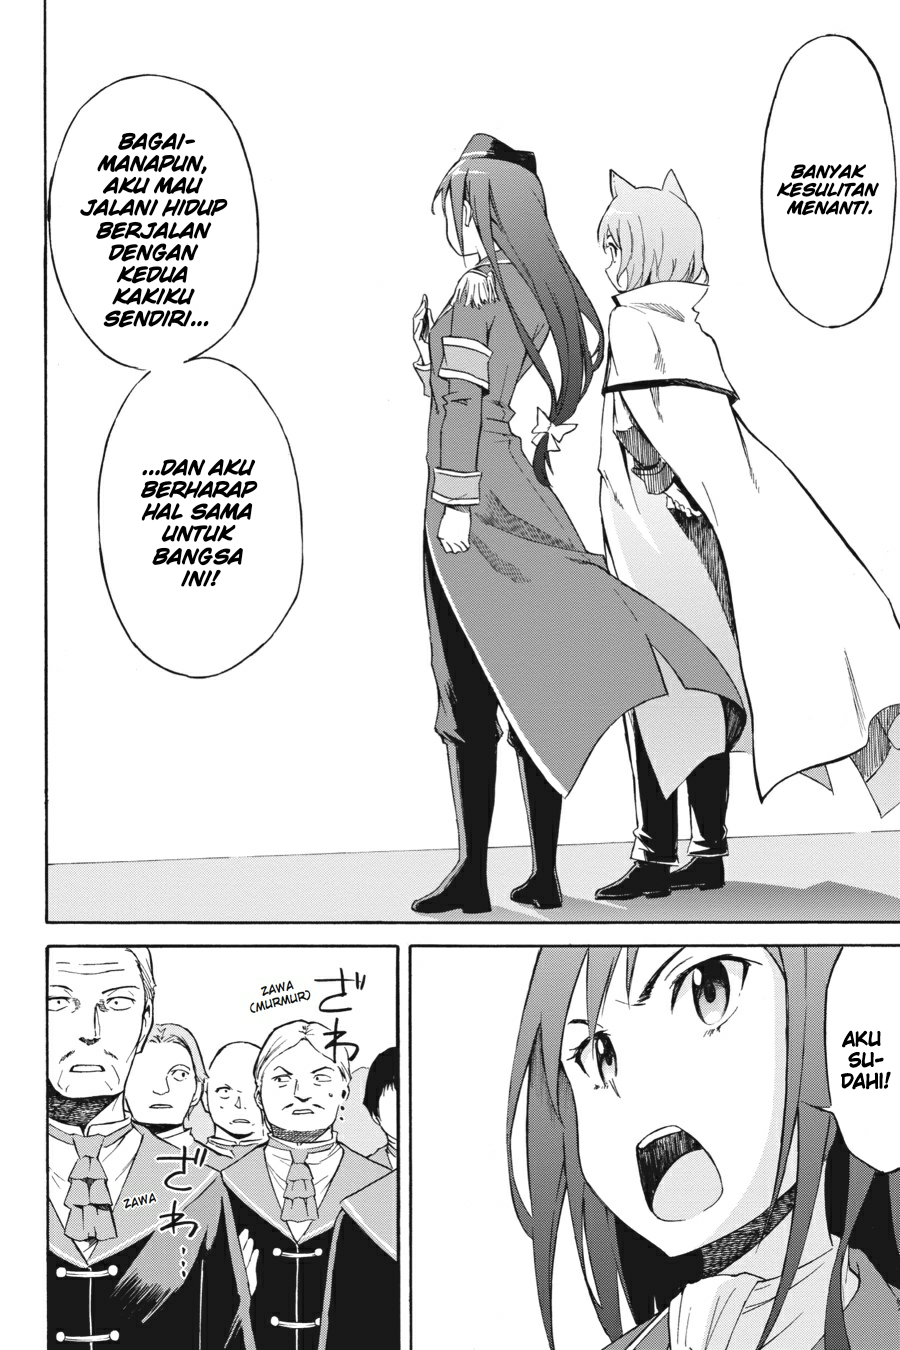 BANYAK
KESULITAN
MENANTI.
BAGAI-
MANAPUN,
AKU MAU
JALANI HIDUP
BERJALAN
DENGAN
KEDUA
KAKIKU
SENDIRI...
...DAN AKU
BERHARAP
HAL SAMA
UNTUK
BANGSA
INI!
AKU
SU-
DAHI!
ZAWA
(MURMUR)
ざわ
ZAWA
ざわ...